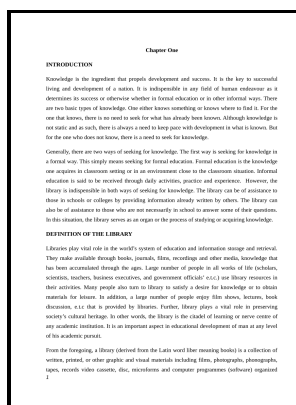 Chapter One
INTRODUCTION
Knowledge is the ingredient that propels development and success. It is the key to successful
living and development of a nation. It is indispensible in any field of human endeavour as it
determines its success or otherwise whether in formal education or in other informal ways. There
are two basic types of knowledge. One either knows something or knows where to find it. For the
one that knows, there is no need to seek for what has already been known. Although knowledge is
not static and as such, there is always a need to keep pace with development in what is known. But
for the one who does not know, there is a need to seek for knowledge.
Generally, there are two ways of seeking for knowledge. The first way is seeking for knowledge in
a formal way. This simply means seeking for formal education. Formal education is the knowledge
one acquires in classroom setting or in an environment close to the classroom situation. Informal
education is said to be received through daily activities, practice and experience. However, the
library is indispensible in both ways of seeking for knowledge. The library can be of assistance to
those in schools or colleges by providing information already written by others. The library can
also be of assistance to those who are not necessarily in school to answer some of their questions.
In this situation, the library serves as an organ or the process of studying or acquiring knowledge.
DEFINITION OF THE LIBRARY
Libraries play vital role in the world's system of education and information storage and retrieval.
They make available through books, journals, films, recordings and other media, knowledge that
has been accumulated through the ages. Large number of people in all works of life (scholars,
scientists, teachers, business executives, and government officials' e.t.c.) use library resources in
their activities. Many people also turn to library to satisfy a desire for knowledge or to obtain
materials for leisure. In addition, a large number of people enjoy film shows, lectures, book
discussion, e.t.c that is provided by libraries. Further, library plays a vital role in preserving
society's cultural heritage. In other words, the library is the citadel of learning or nerve centre of
any academic institution. It is an important aspect in educational development of man at any level
of his academic pursuit.
From the foregoing, a library (derived from the Latin word liber meaning books) is a collection of
written, printed, or other graphic and visual materials including films, photographs, phonographs,
tapes, records video cassette, disc, microforms and computer programmes (software) organized